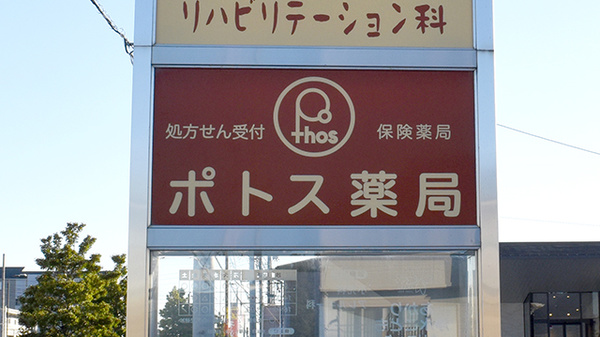 リハビリテーション科
処方せん受付
Pothos
保険薬局
ポトス薬局